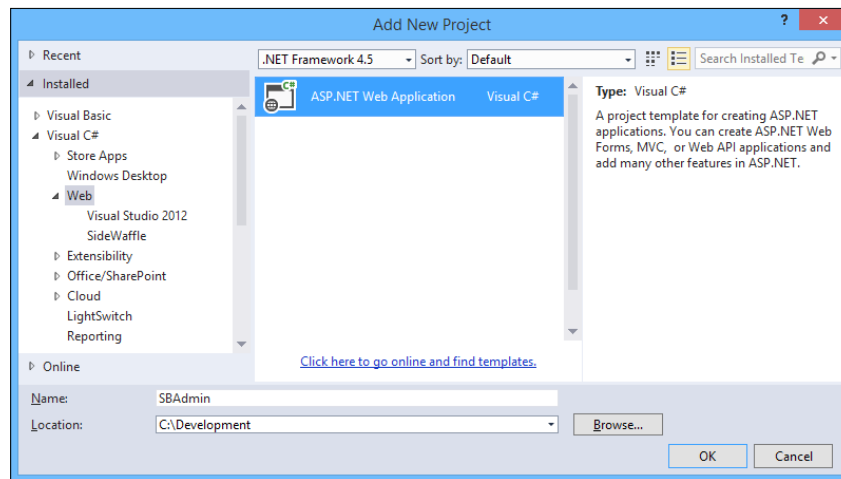 Add New Project
?
×
Recent
.NET Framework 4.5
Sort by: Default
Search Installed Te
Installed
Visual Basic
Visual C#
Store Apps
Windows Desktop
Web
Visual Studio 2012
SideWaffle
Extensibility
Office/SharePoint
Cloud
LightSwitch
Reporting
Online
C#
ASP.NET Web Application Visual C#
Click here to go online and find templates.
Type: Visual C#
A project template for creating ASP.NET
applications. You can create ASP.NET Web
Forms, MVC, or Web API applications and
add many other features in ASP.NET.
Name: SBAdmin
Location: C:\Development
Browse...
OK
Cancel